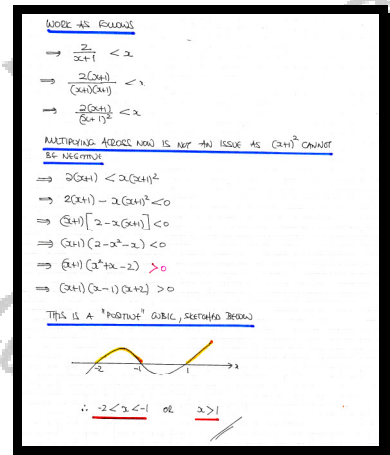 WORK AS FOLLOWS
⇒ 2/(x+1) < x
⇒ 2(x+1)/((x+1)(x+1)) < x
⇒ 2(x+1)/(x+1)² < x
MULTIPLYING ACROSS NOW IS NOT AN ISSUE AS (x+1)² CANNOT
BE NEGATIVE
⇒ 2(x+1) < x(x+1)²
⇒ 2(x+1) - x(x+1)² < 0
⇒ (x+1)[2 - x(x+1)] < 0
⇒ (x+1)(2 - x² - x) < 0
⇒ (x+1)(x² + x - 2) > 0
⇒ (x+1)(x-1)(x+2) > 0
THIS IS A "POSITIVE" CUBIC, SKETCHED BELOW
-2 -1 1 x
∴ -2 < x < -1 OR x > 1